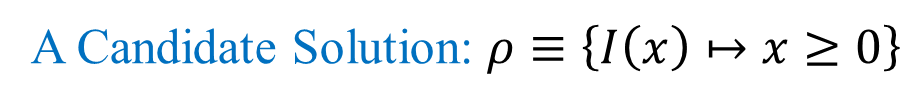 A Candidate Solution: ρ ≡ {I(x) ↦ x ≥ 0}